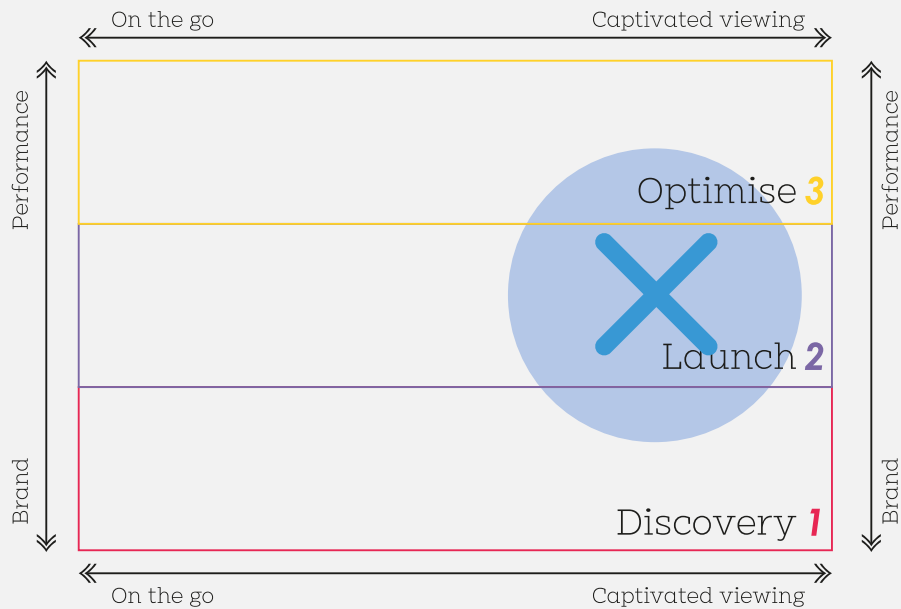 On the go Captivated viewing
Performance
Performance
Optimise 3
Launch 2
Brand
Brand
Discovery 1
On the go Captivated viewing